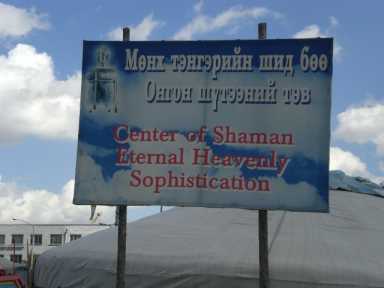 Мөнх тэнгэрийн шид бөө
Онгон шүтээний төв
Center of Shaman
Eternal Heavenly
Sophistication